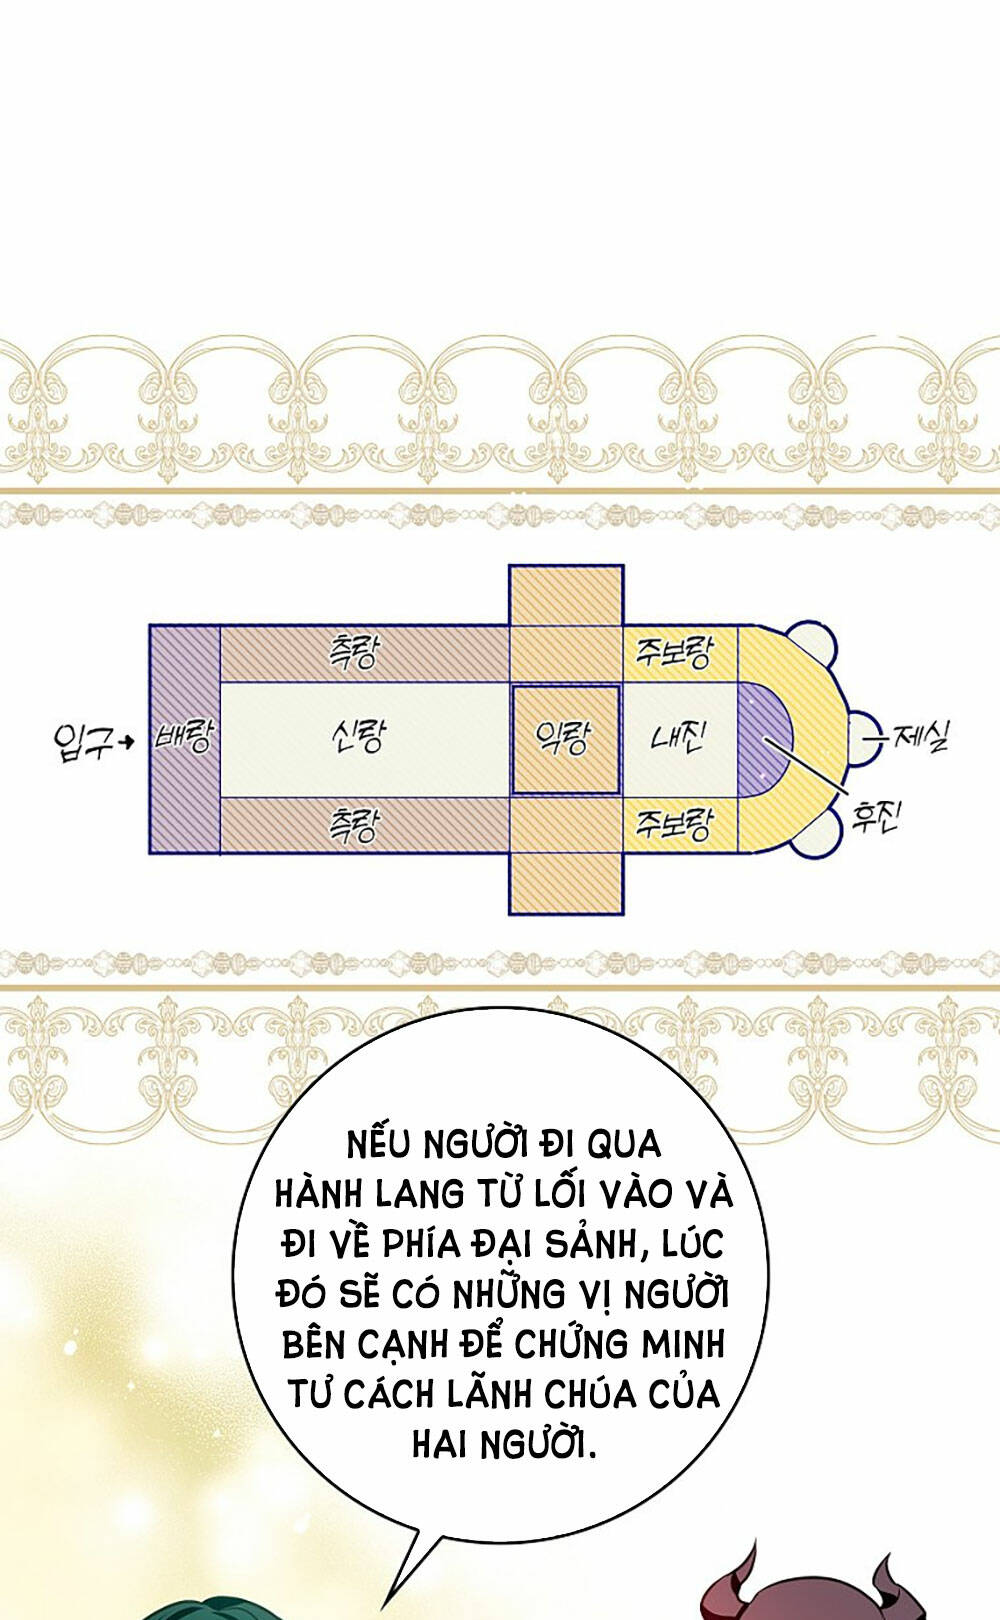 측랑
주보랑
입구→
배랑
신랑
익랑
내진
제실
측랑
주보랑
후진
NẾU NGƯỜI ĐI QUA
HÀNH LANG TỪ LỐI VÀO VÀ
ĐI VỀ PHÍA ĐẠI SẢNH, LÚC
ĐÓ SẼ CÓ NHỮNG VỊ NGƯỜI
BÊN CẠNH ĐỂ CHỨNG MINH
TƯ CÁCH LÃNH CHÚA CỦA
HAI NGƯỜI.